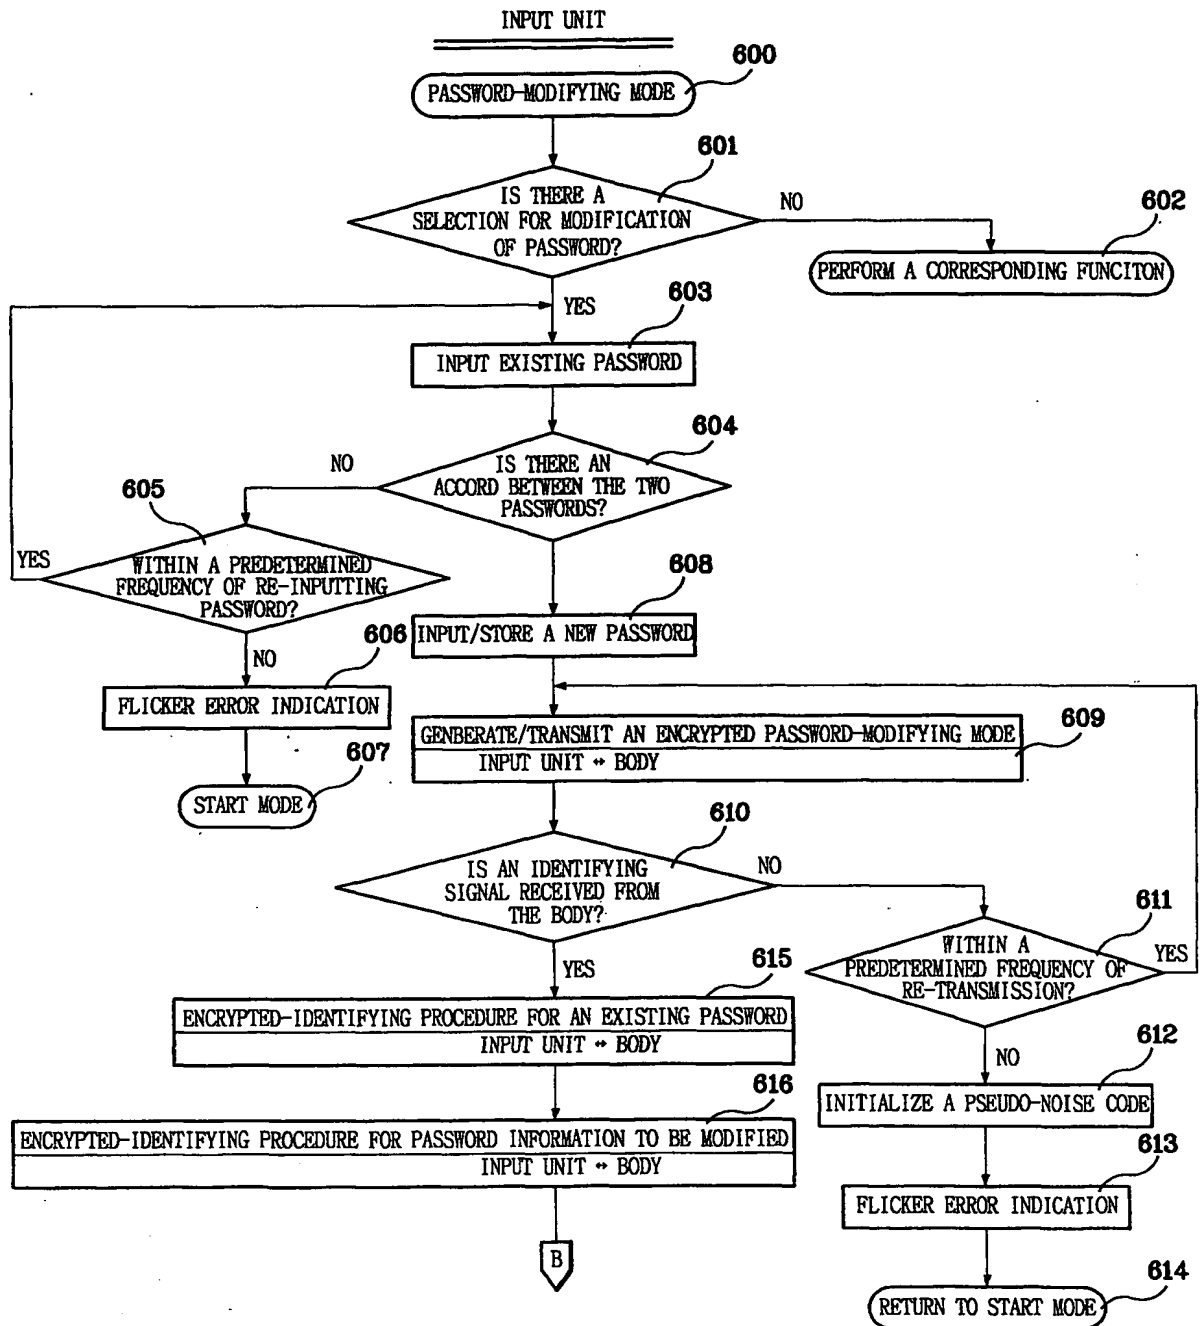 INPUT UNIT
600
PASSWORD-MODIFYING MODE
601
IS THERE A
SELECTION FOR MODIFICATION
OF PASSWORD?
NO
602
PERFORM A CORRESPONDING FUNCITON
YES
603
INPUT EXISTING PASSWORD
604
IS THERE AN
ACCORD BETWEEN THE TWO
PASSWORDS?
NO
605
WITHIN A PREDETERMINED
FREQUENCY OF RE-INPUTTING
PASSWORD?
YES
NO
606
FLICKER ERROR INDICATION
607
START MODE
608
INPUT/STORE A NEW PASSWORD
609
GENBERATE/TRANSMIT AN ENCRYPTED PASSWORD-MODIFYING MODE
INPUT UNIT ↔ BODY
610
IS AN IDENTIFYING
SIGNAL RECEIVED FROM
THE BODY?
NO
611
WITHIN A
PREDETERMINED FREQUENCY OF
RE-TRANSMISSION?
YES
NO
612
INITIALIZE A PSEUDO-NOISE CODE
613
FLICKER ERROR INDICATION
614
RETURN TO START MODE
YES
615
ENCRYPTED-IDENTIFYING PROCEDURE FOR AN EXISTING PASSWORD
INPUT UNIT ↔ BODY
616
ENCRYPTED-IDENTIFYING PROCEDURE FOR PASSWORD INFORMATION TO BE MODIFIED
INPUT UNIT ↔ BODY
B